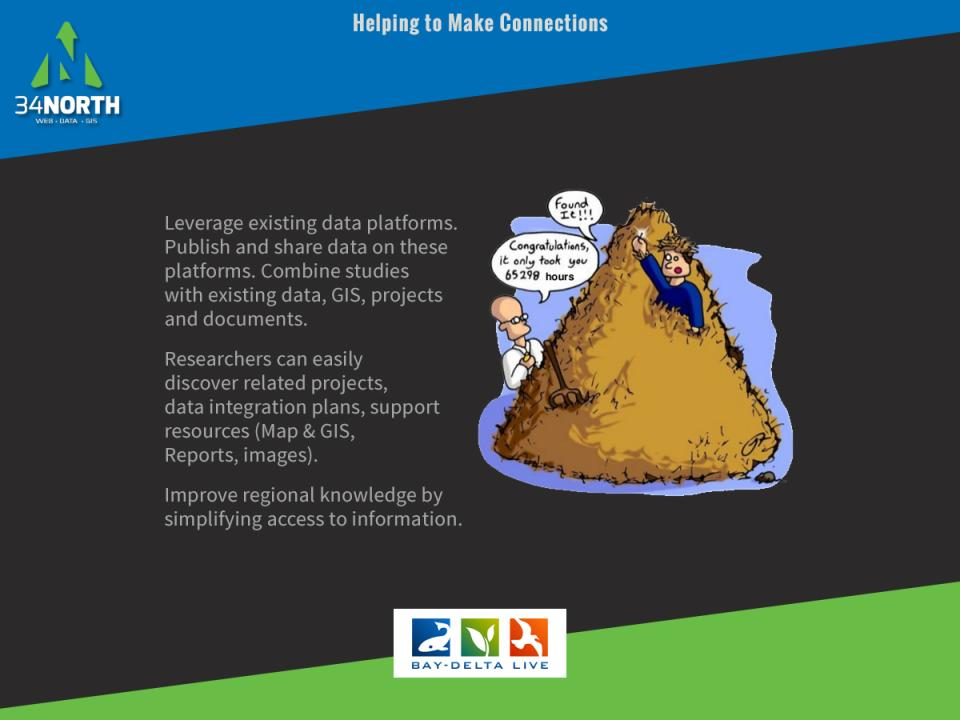 Helping to Make Connections
34NORTH
WEB • DATA • GIS
Leverage existing data platforms.
Publish and share data on these
platforms. Combine studies
with existing data, GIS, projects
and documents.
Researchers can easily
discover related projects,
data integration plans, support
resources (Map & GIS,
Reports, images).
Improve regional knowledge by
simplifying access to information.
Found
It!!!
Congratulations,
it only took you
65298 hours
BAY-DELTA LIVE